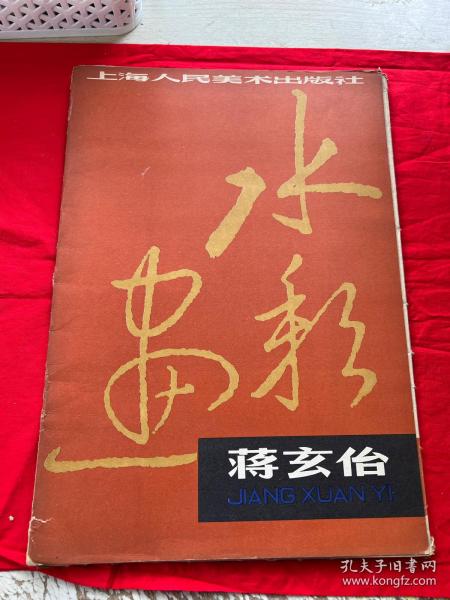 上海人民美术出版社
水彩
画
蒋玄佁
JIANG XUAN YI
孔夫子旧书网
www.kongfz.com